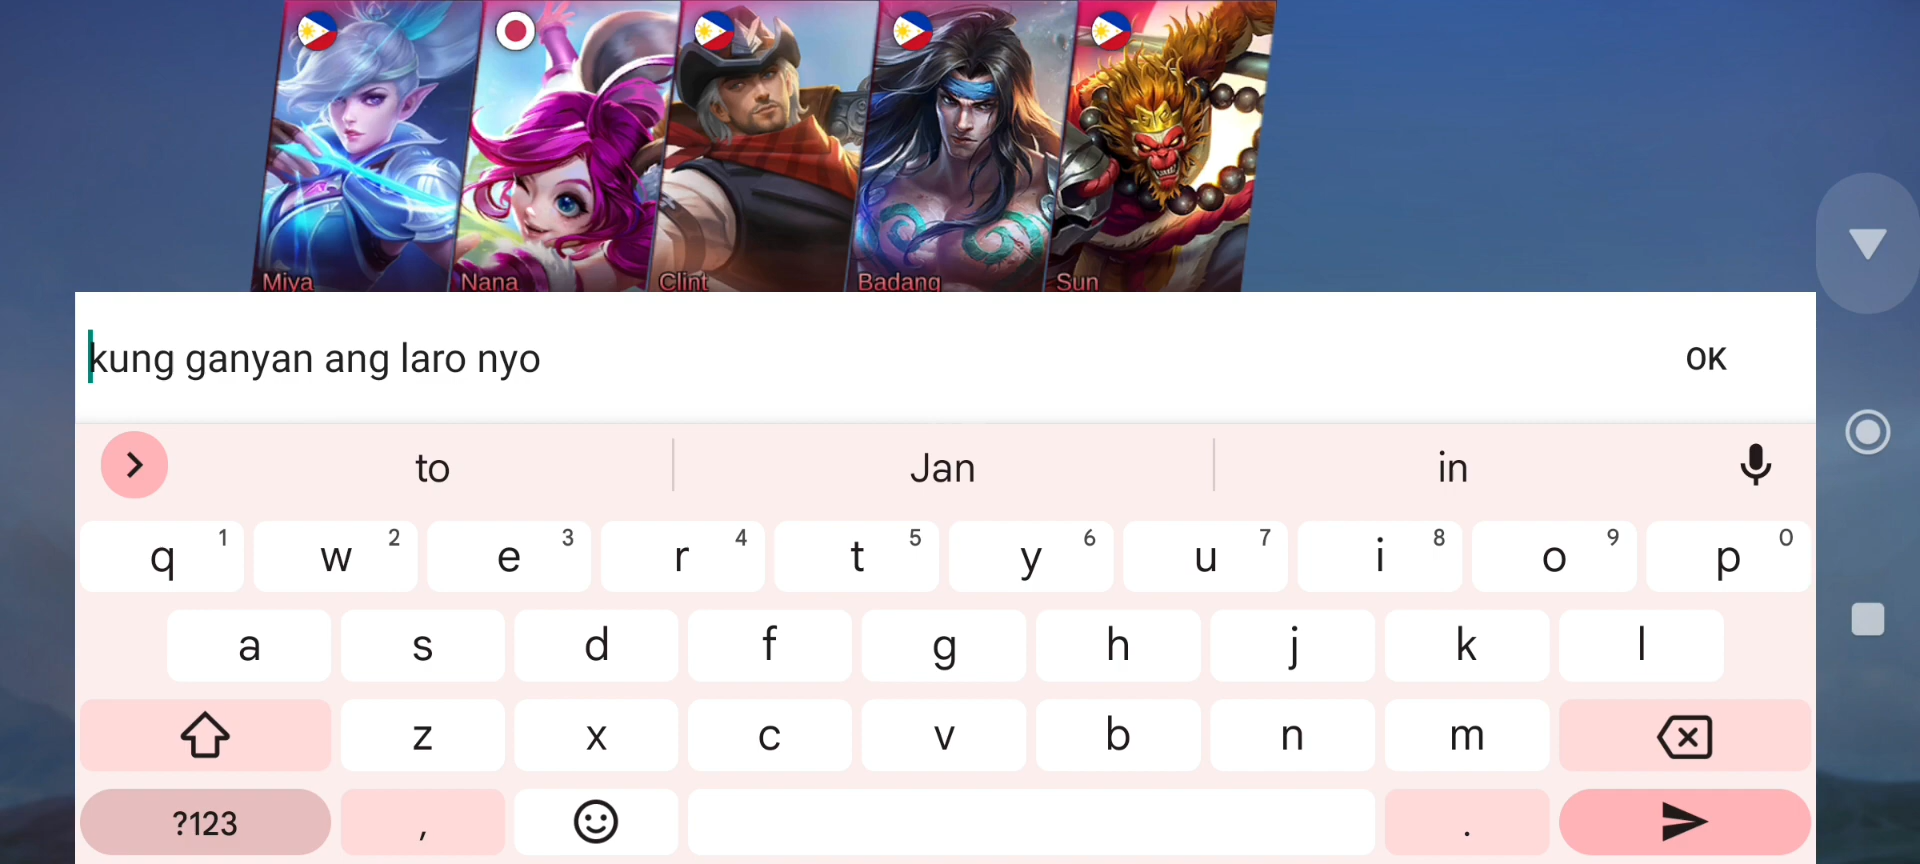 Miya Nana Clint Badang Sun
kung ganyan ang laro nyo OK
to Jan in
q 1 w 2 e 3 r 4 t 5 y 6 u 7 i 8 o 9 p 0
a s d f g h j k l
z x c v b n m
?123 , .